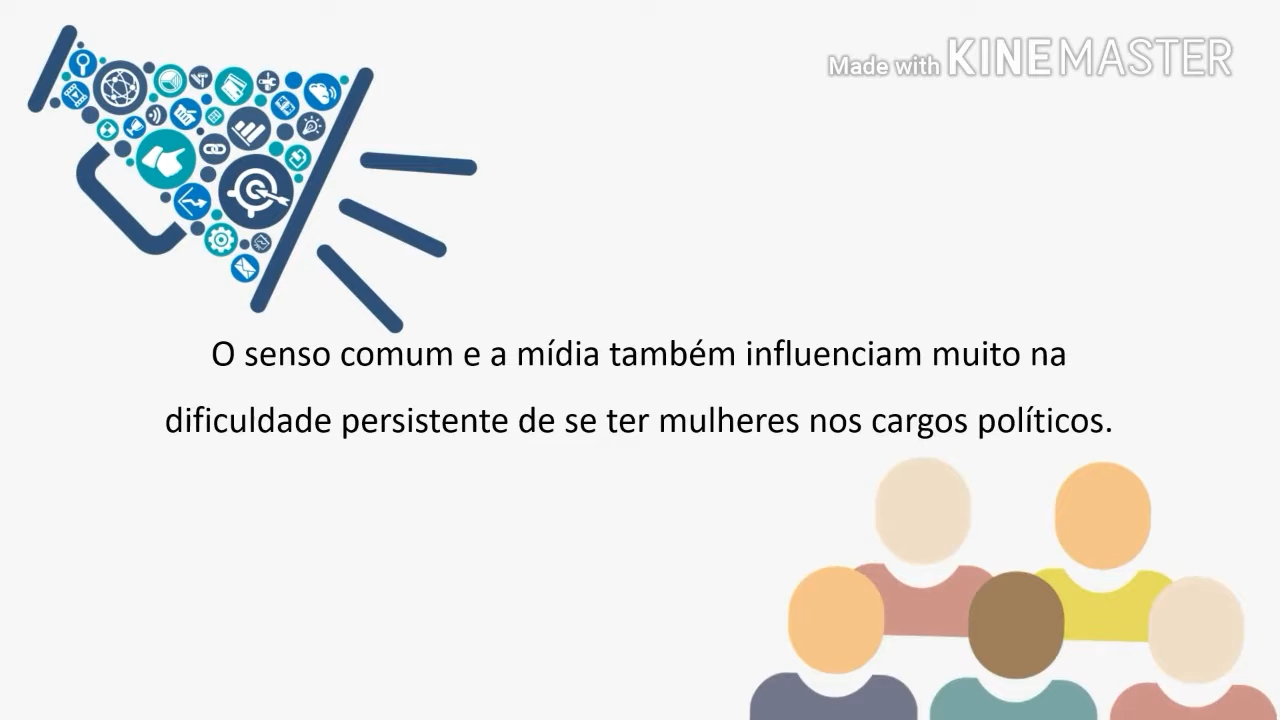 Made with KINEMASTER
O senso comum e a mídia também influenciam muito na
dificuldade persistente de se ter mulheres nos cargos políticos.